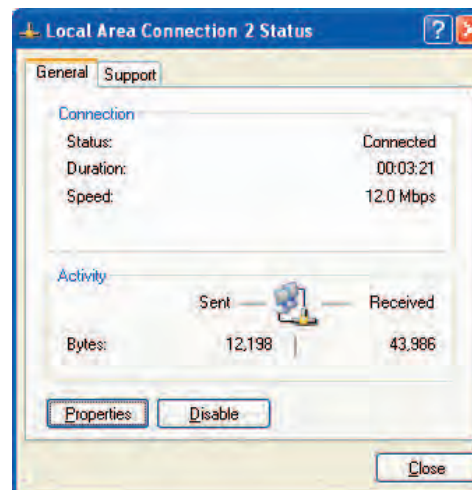 Local Area Connection 2 Status
General Support
Connection
Status: Connected
Duration: 00:03:21
Speed: 12.0 Mbps
Activity
Sent Received
Bytes: 12,198 43,986
Properties Disable
Close